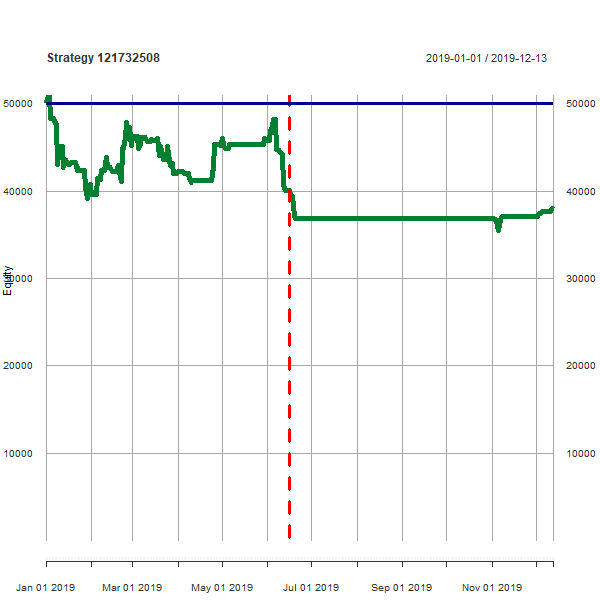 Strategy 121732508
2019-01-01 / 2019-12-13
50000
50000
40000
40000
Equity
30000
30000
20000
20000
10000
10000
Jan 01 2019
Mar 01 2019
May 01 2019
Jul 01 2019
Sep 01 2019
Nov 01 2019